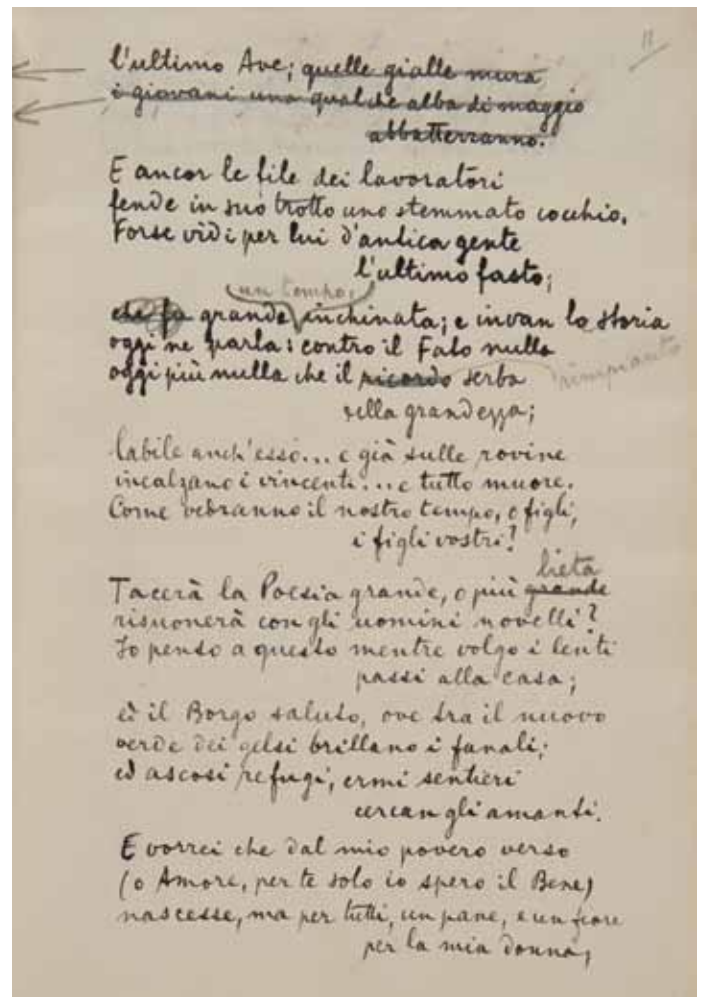 11
l'ultimo Ave; quelle gialle mura
i giovani una qualche alba di maggio
abbatterranno.
E ancor le file dei lavoratori
fende in suo trotto uno stemmato cocchio.
Forse vidi per lui d'antica gente
l'ultimo fasto;
un tempo,
che fu grande inchinata; e invan la storia
oggi ne parla: contro il Fato nulla
oggi più nulla che il ricordo serba
rimpianto
della grandezza;
labile anch'esso... e già sulle rovine
incalzano i vincenti... e tutto muore.
Come vedranno il nostro tempo, o figli,
i figli vostri?
lieta
Tacerà la Poesia grande, o più grande
risuonerà con gli uomini novelli?
Io penso a questo mentre volgo i lenti
passi alla casa;
ed il Borgo saluto, ove tra il nuovo
verde dei gelsi brillano i fanali;
ed ascosi refugi, ermi sentieri
cercan gli amanti.
E vorrei che dal mio povero verso
(o Amore, per te solo io spero il Bene)
nascesse, ma per tutti, un pane, e un fiore
per la mia donna,